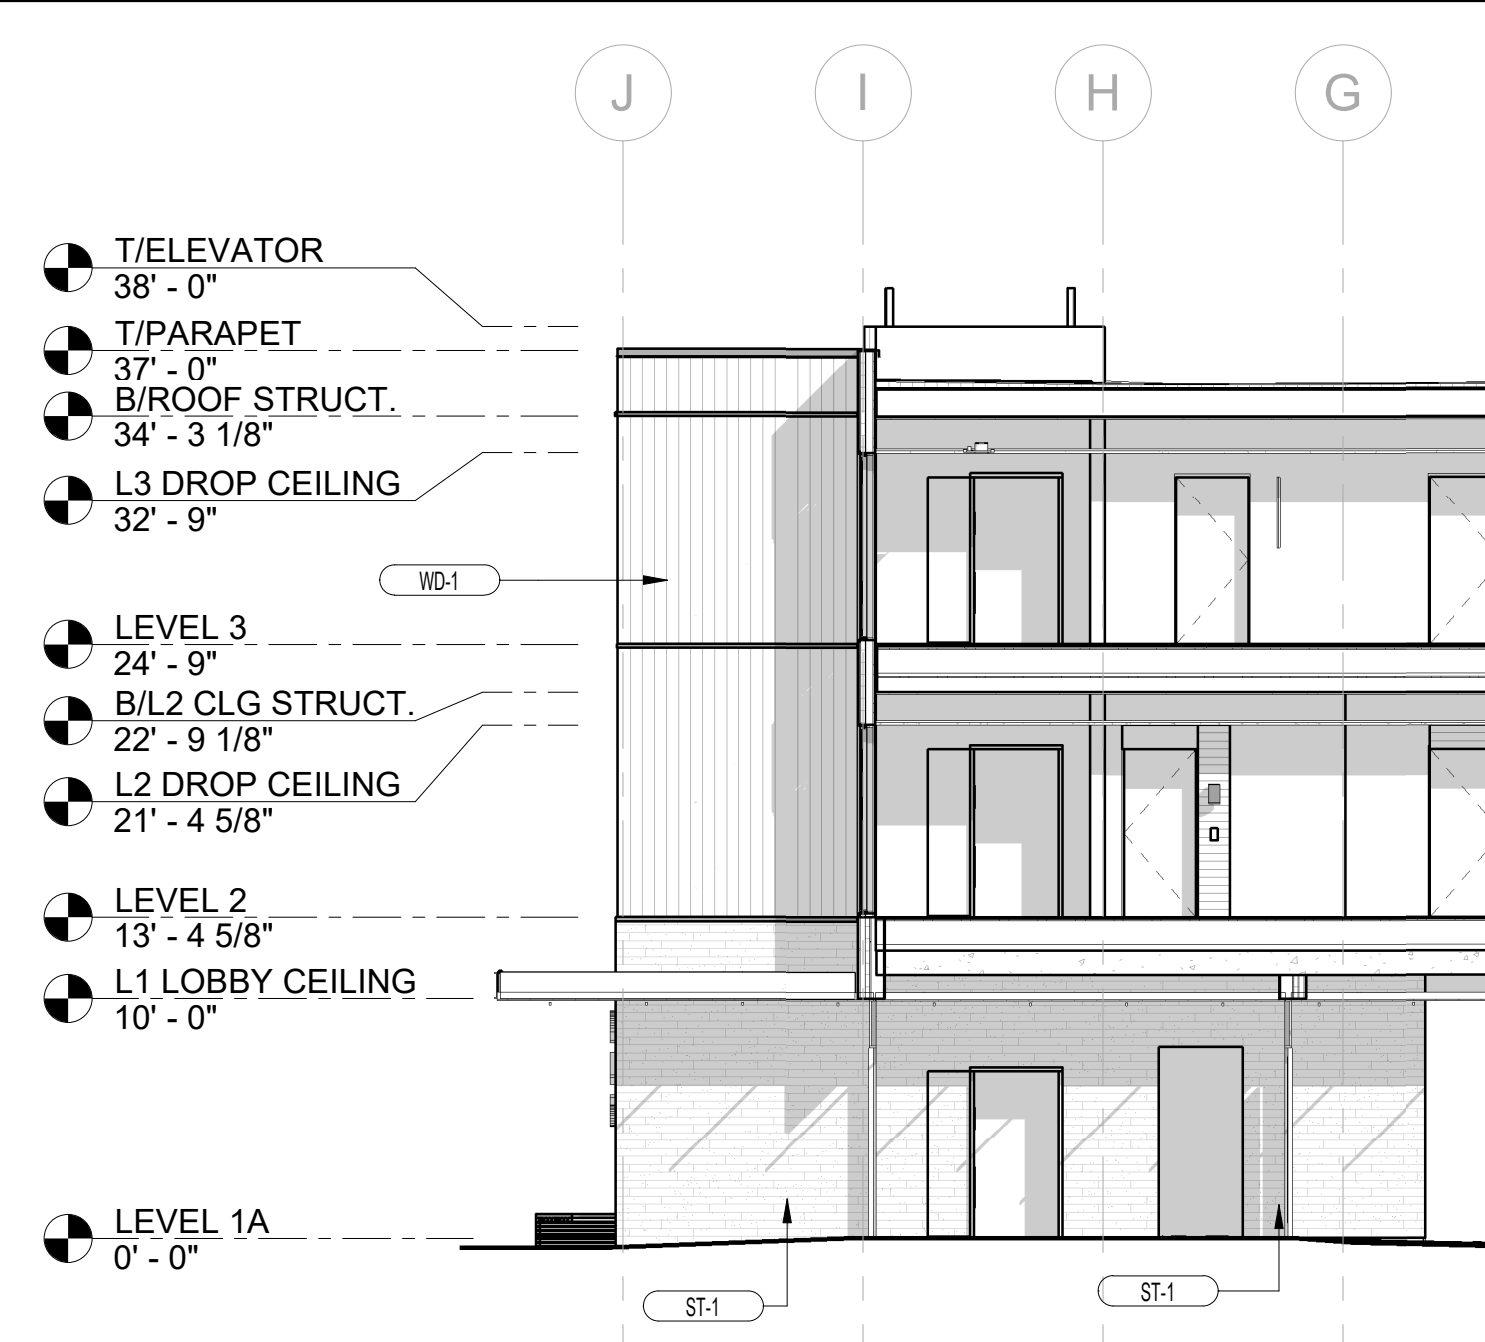 J I H G
T/ELEVATOR
38' - 0"
T/PARAPET
37' - 0"
B/ROOF STRUCT.
34' - 3 1/8"
L3 DROP CEILING
32' - 9"
WD-1
LEVEL 3
24' - 9"
B/L2 CLG STRUCT.
22' - 9 1/8"
L2 DROP CEILING
21' - 4 5/8"
LEVEL 2
13' - 4 5/8"
L1 LOBBY CEILING
10' - 0"
LEVEL 1A
0' - 0"
ST-1
ST-1